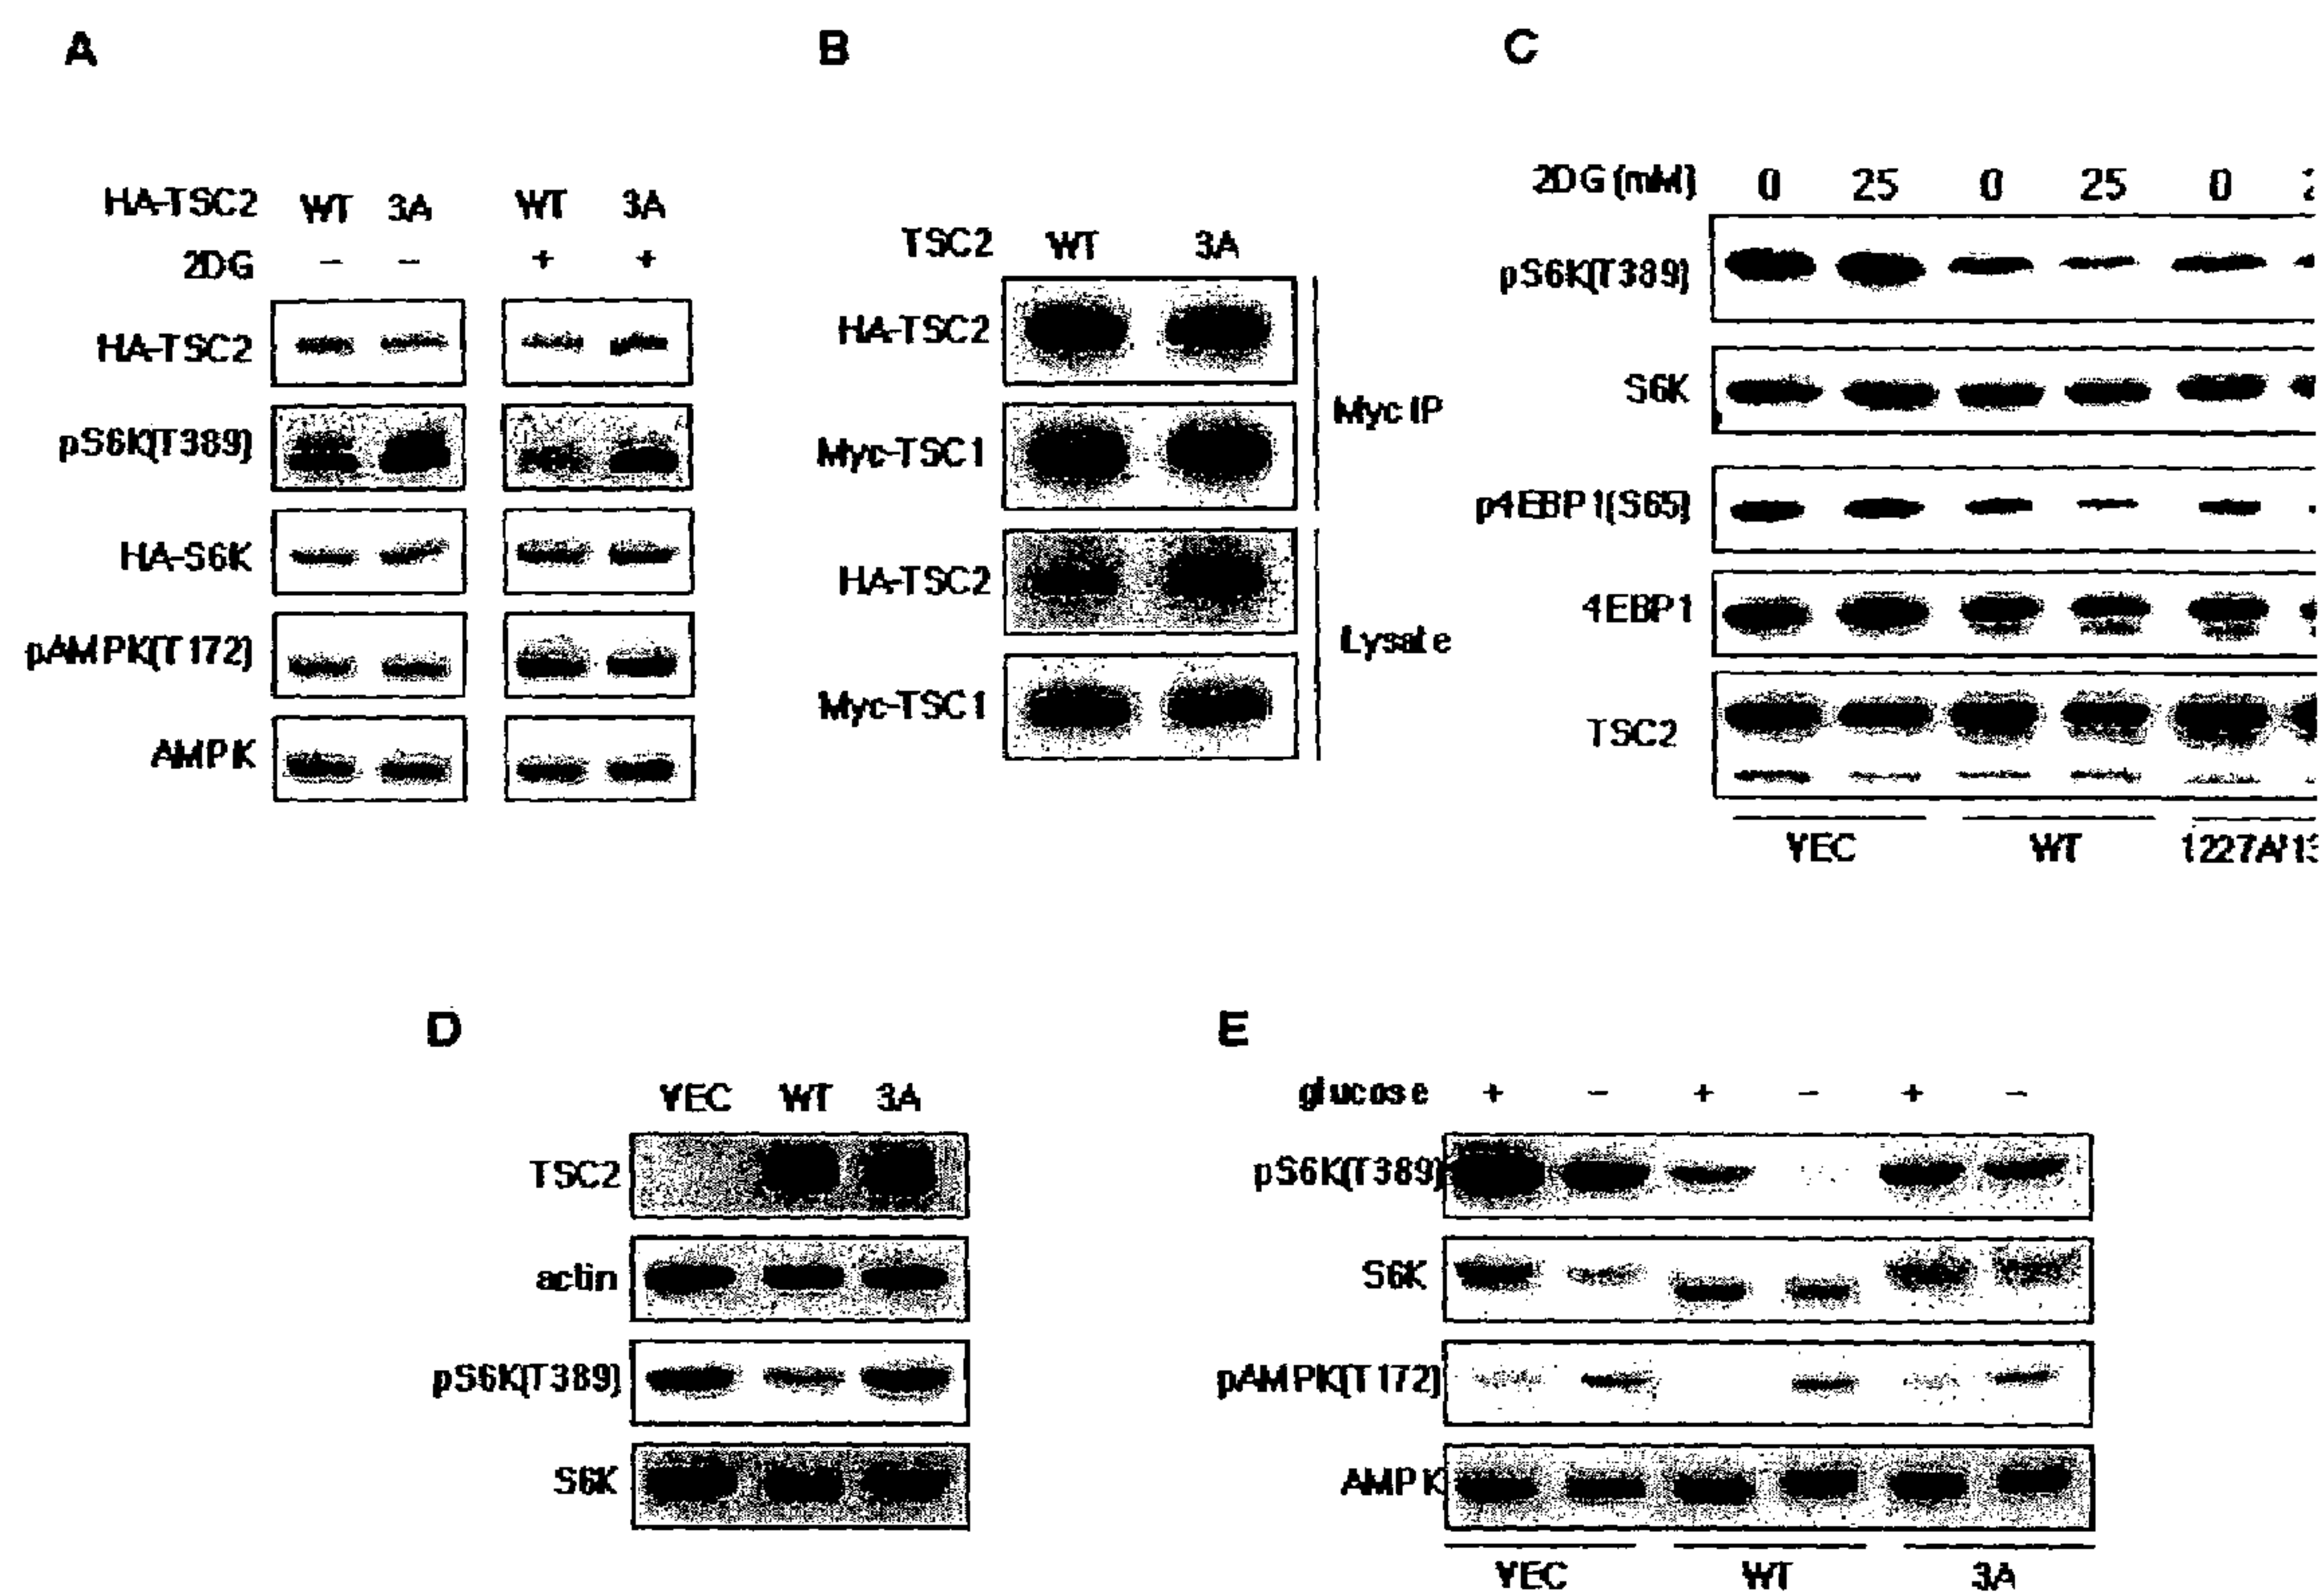 A
HA-TSC2 WT 3A WT 3A
2DG - - + +
HA-TSC2
pS6K(T389)
HA-S6K
pAMPK(T172)
AMPK
B
TSC2 WT 3A
HA-TSC2
Myc-TSC1
Myc IP
HA-TSC2
Myc-TSC1
Lysate
C
2DG (mM) 0 25 0 25 0
pS6K(T389)
S6K
p4EBP1(S65)
4EBP1
TSC2
VEC WT 1227A/13
D
VEC WT 3A
TSC2
actin
pS6K(T389)
S6K
E
glucose + - + - + -
pS6K(T389)
S6K
pAMPK(T172)
AMPK
VEC WT 3A